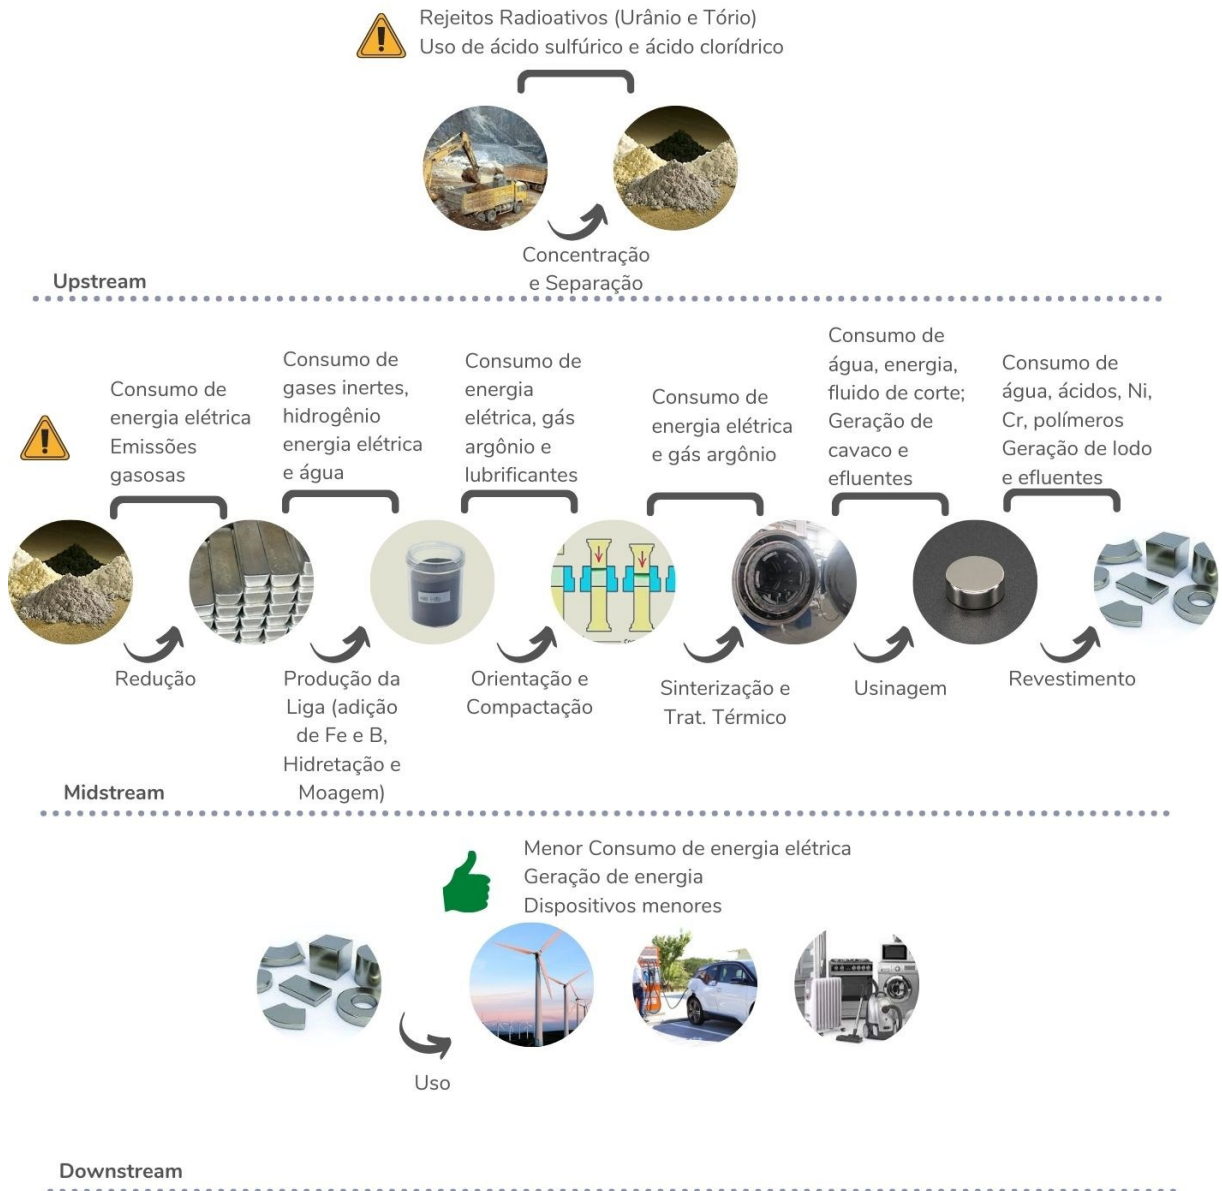 Rejeitos Radioativos (Urânio e Tório)
Uso de ácido sulfúrico e ácido clorídrico
Concentração
e Separação
Upstream
Consumo de
energia elétrica
Emissões
gasosas
Consumo de
gases inertes,
hidrogênio
energia elétrica
e água
Consumo de
energia
elétrica, gás
argônio e
lubrificantes
Consumo de
energia elétrica
e gás argônio
Consumo de
água, energia,
fluido de corte;
Geração de
cavaco e
efluentes
Consumo de
água, ácidos, Ni,
Cr, polímeros
Geração de lodo
e efluentes
Redução
Produção da
Liga (adição
de Fe e B,
Hidretação e
Moagem)
Orientação e
Compactação
Sinterização e
Trat. Térmico
Usinagem
Revestimento
Midstream
Menor Consumo de energia elétrica
Geração de energia
Dispositivos menores
Uso
Downstream